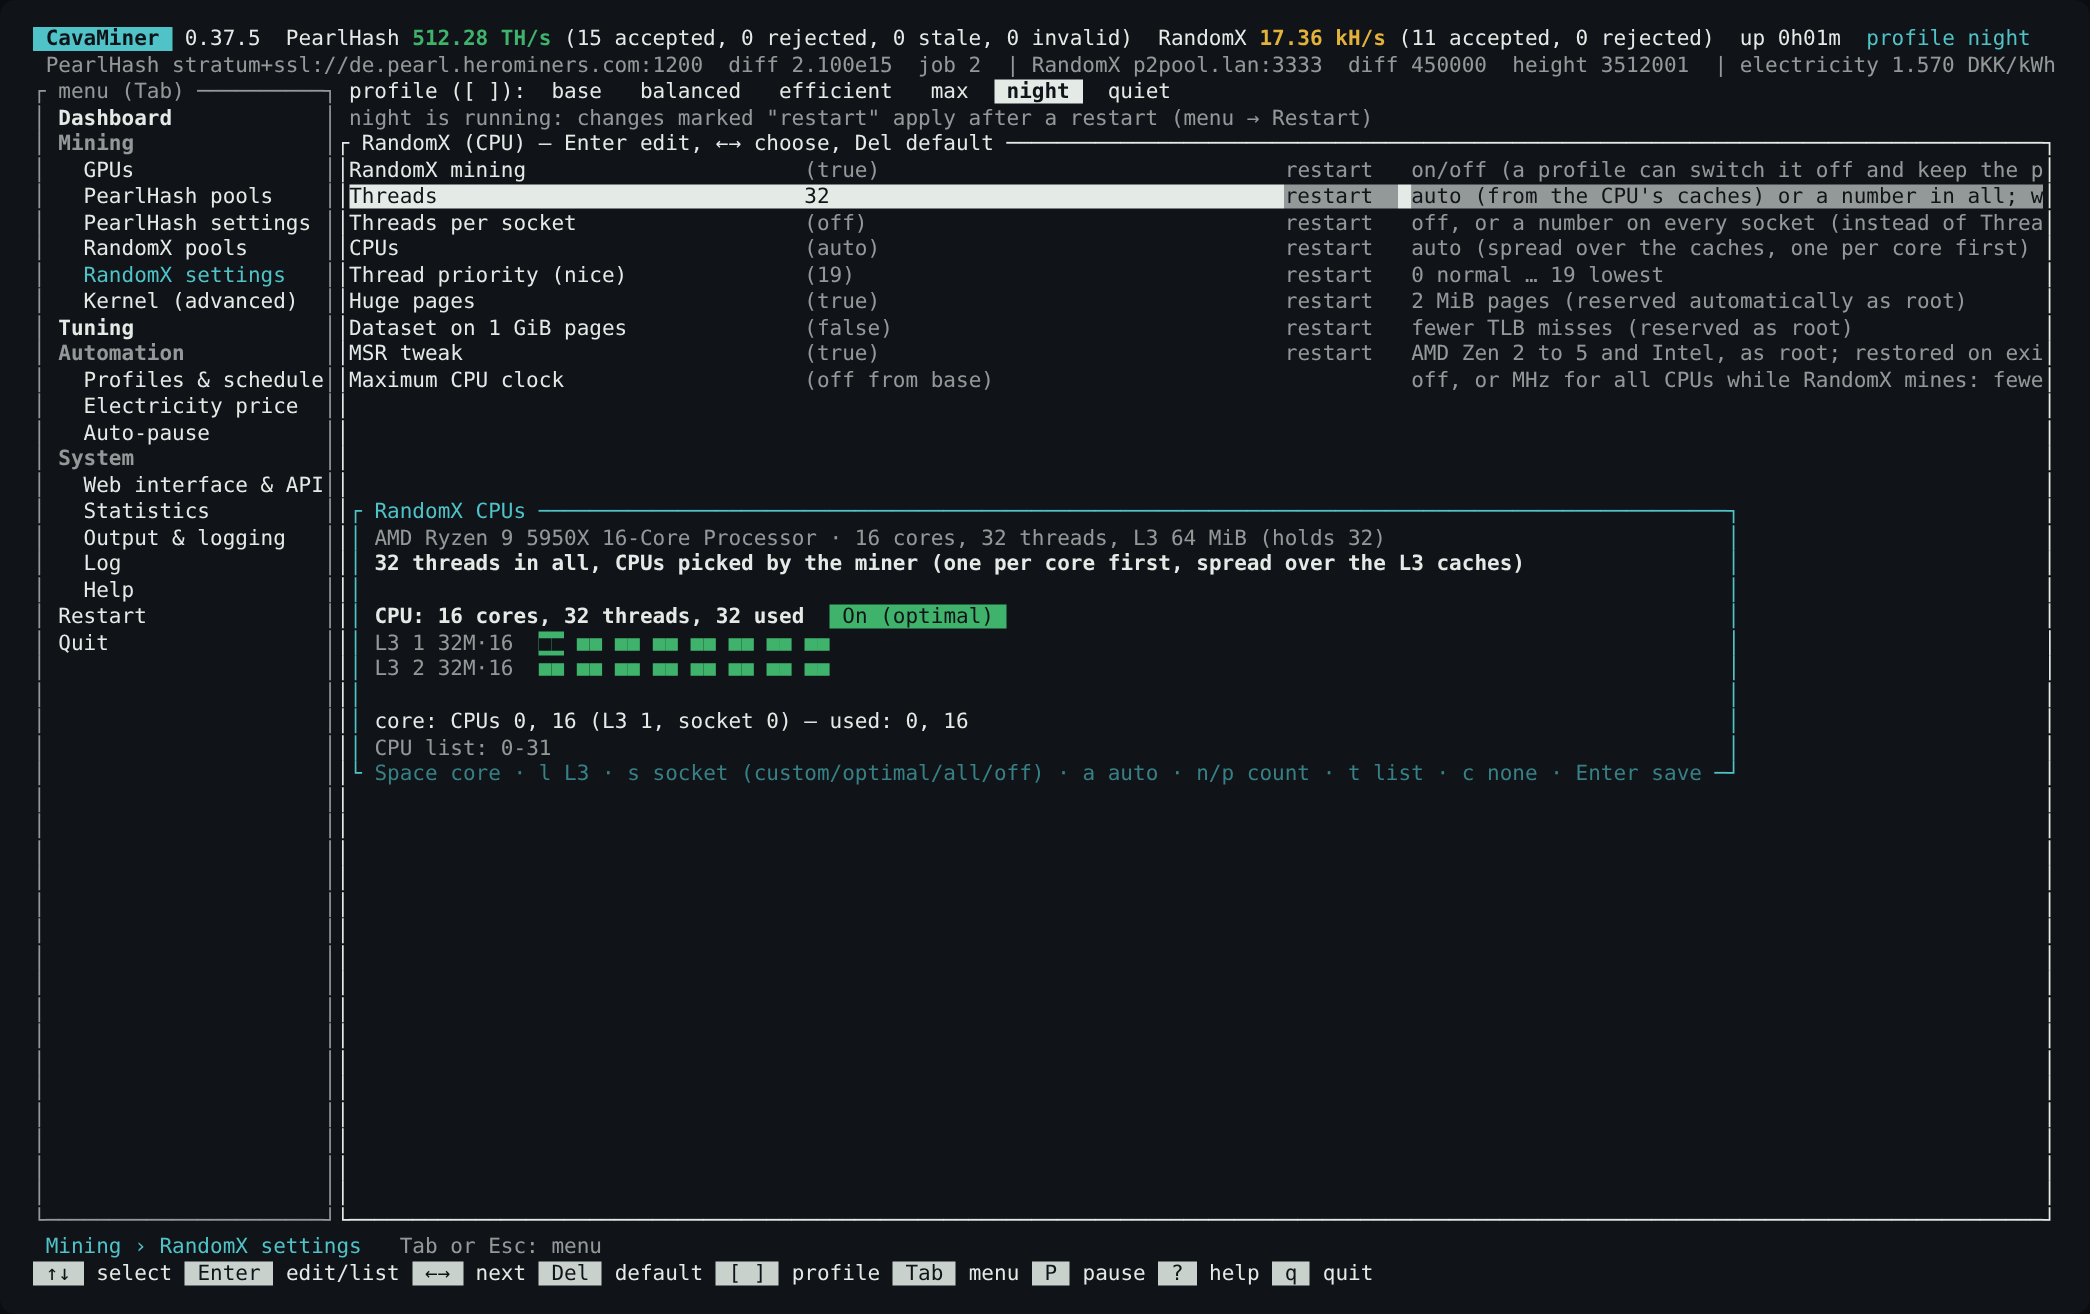 CavaMiner 0.37.5 PearlHash 512.28 TH/s (15 accepted, 0 rejected, 0 stale, 0 invalid) RandomX 17.36 kH/s (11 accepted, 0 rejected) up 0h01m profile night
PearlHash stratum+ssl://de.pearl.herominers.com:1200 diff 2.100e15 job 2 | RandomX p2pool.lan:3333 diff 450000 height 3512001 | electricity 1.570 DKK/kWh
menu (Tab)
Dashboard
Mining
GPUs
PearlHash pools
PearlHash settings
RandomX pools
RandomX settings
Kernel (advanced)
Tuning
Automation
Profiles & schedule
Electricity price
Auto-pause
System
Web interface & API
Statistics
Output & logging
Log
Help
Restart
Quit
profile ([ ]): base balanced efficient max night quiet
night is running: changes marked "restart" apply after a restart (menu → Restart)
RandomX (CPU) — Enter edit, ←→ choose, Del default
RandomX mining (true) restart on/off (a profile can switch it off and keep the p
Threads 32 restart auto (from the CPU's caches) or a number in all; w
Threads per socket (off) restart off, or a number on every socket (instead of Threa
CPUs (auto) restart auto (spread over the caches, one per core first)
Thread priority (nice) (19) restart 0 normal … 19 lowest
Huge pages (true) restart 2 MiB pages (reserved automatically as root)
Dataset on 1 GiB pages (false) restart fewer TLB misses (reserved as root)
MSR tweak (true) restart AMD Zen 2 to 5 and Intel, as root; restored on exi
Maximum CPU clock (off from base) off, or MHz for all CPUs while RandomX mines: fewe
RandomX CPUs
AMD Ryzen 9 5950X 16-Core Processor · 16 cores, 32 threads, L3 64 MiB (holds 32)
32 threads in all, CPUs picked by the miner (one per core first, spread over the L3 caches)
CPU: 16 cores, 32 threads, 32 used On (optimal)
L3 1 32M·16
L3 2 32M·16
core: CPUs 0, 16 (L3 1, socket 0) — used: 0, 16
CPU list: 0-31
Space core · l L3 · s socket (custom/optimal/all/off) · a auto · n/p count · t list · c none · Enter save
Mining › RandomX settings Tab or Esc: menu
↑↓ select Enter edit/list ←→ next Del default [ ] profile Tab menu P pause ? help q quit